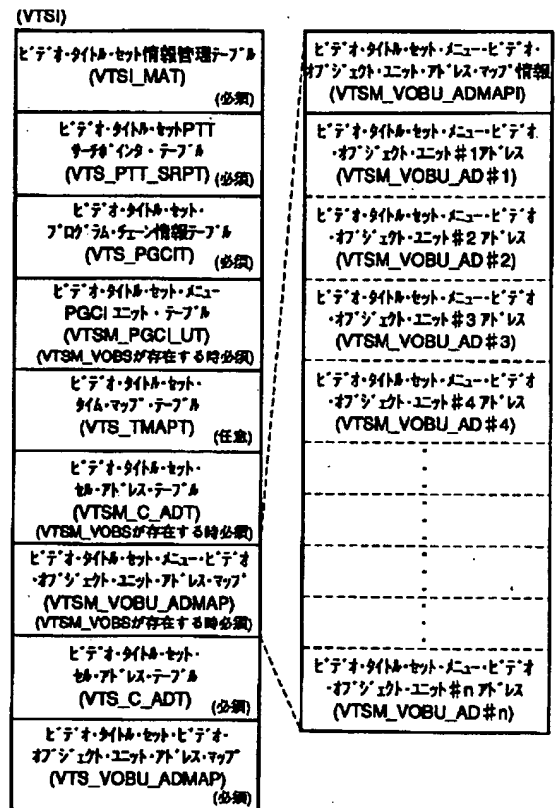 (VTSI)
ﾋﾞﾃﾞｵ･ﾀｲﾄﾙ･ｾｯﾄ情報管理ﾃｰﾌﾞﾙ
(VTSI_MAT)
(必須)
ﾋﾞﾃﾞｵ･ﾀｲﾄﾙ･ｾｯﾄPTT
ｻｰﾁﾎﾟｲﾝﾀ・ﾃｰﾌﾞﾙ
(VTS_PTT_SRPT) (必須)
ﾋﾞﾃﾞｵ･ﾀｲﾄﾙ･ｾｯﾄ･
ﾌﾟﾛｸﾞﾗﾑ･ﾁｪｰﾝ情報ﾃｰﾌﾞﾙ
(VTS_PGCIT) (必須)
ﾋﾞﾃﾞｵ･ﾀｲﾄﾙ･ｾｯﾄ･ﾒﾆｭｰ
PGCI ﾕﾆｯﾄ・ﾃｰﾌﾞﾙ
(VTSM_PGCI_UT)
(VTSM_VOBSが存在する時必須)
ﾋﾞﾃﾞｵ･ﾀｲﾄﾙ･ｾｯﾄ･
ﾀｲﾑ･ﾏｯﾌﾟ･ﾃｰﾌﾞﾙ
(VTS_TMAPT) (任意)
ﾋﾞﾃﾞｵ･ﾀｲﾄﾙ･ｾｯﾄ･
ｾﾙ･ｱﾄﾞﾚｽ･ﾃｰﾌﾞﾙ
(VTSM_C_ADT)
(VTSM_VOBSが存在する時必須)
ﾋﾞﾃﾞｵ･ﾀｲﾄﾙ･ｾｯﾄ･ﾒﾆｭｰ･ﾋﾞﾃﾞｵ
･ｵﾌﾞｼﾞｪｸﾄ･ﾕﾆｯﾄ･ｱﾄﾞﾚｽ･ﾏｯﾌﾟ
(VTSM_VOBU_ADMAP)
(VTSM_VOBSが存在する時必須)
ﾋﾞﾃﾞｵ･ﾀｲﾄﾙ･ｾｯﾄ･
ｾﾙ･ｱﾄﾞﾚｽ･ﾃｰﾌﾞﾙ
(VTS_C_ADT) (必須)
ﾋﾞﾃﾞｵ･ﾀｲﾄﾙ･ｾｯﾄ･ﾋﾞﾃﾞｵ･
ｵﾌﾞｼﾞｪｸﾄ･ﾕﾆｯﾄ･ｱﾄﾞﾚｽ･ﾏｯﾌﾟ
(VTS_VOBU_ADMAP)
(必須)
ﾋﾞﾃﾞｵ･ﾀｲﾄﾙ･ｾｯﾄ･ﾒﾆｭｰ･ﾋﾞﾃﾞｵ･
ｵﾌﾞｼﾞｪｸﾄ･ﾕﾆｯﾄ･ｱﾄﾞﾚｽ･ﾏｯﾌﾟ情報
(VTSM_VOBU_ADMAPI)
ﾋﾞﾃﾞｵ･ﾀｲﾄﾙ･ｾｯﾄ･ﾒﾆｭｰ･ﾋﾞﾃﾞｵ
･ｵﾌﾞｼﾞｪｸﾄ･ﾕﾆｯﾄ#1ｱﾄﾞﾚｽ
(VTSM_VOBU_AD#1)
ﾋﾞﾃﾞｵ･ﾀｲﾄﾙ･ｾｯﾄ･ﾒﾆｭｰ･ﾋﾞﾃﾞｵ
･ｵﾌﾞｼﾞｪｸﾄ･ﾕﾆｯﾄ#2ｱﾄﾞﾚｽ
(VTSM_VOBU_AD#2)
ﾋﾞﾃﾞｵ･ﾀｲﾄﾙ･ｾｯﾄ･ﾒﾆｭｰ･ﾋﾞﾃﾞｵ
･ｵﾌﾞｼﾞｪｸﾄ･ﾕﾆｯﾄ#3ｱﾄﾞﾚｽ
(VTSM_VOBU_AD#3)
ﾋﾞﾃﾞｵ･ﾀｲﾄﾙ･ｾｯﾄ･ﾒﾆｭｰ･ﾋﾞﾃﾞｵ
･ｵﾌﾞｼﾞｪｸﾄ･ﾕﾆｯﾄ#4ｱﾄﾞﾚｽ
(VTSM_VOBU_AD#4)
ﾋﾞﾃﾞｵ･ﾀｲﾄﾙ･ｾｯﾄ･ﾒﾆｭｰ･ﾋﾞﾃﾞｵ
･ｵﾌﾞｼﾞｪｸﾄ･ﾕﾆｯﾄ#nｱﾄﾞﾚｽ
(VTSM_VOBU_AD#n)